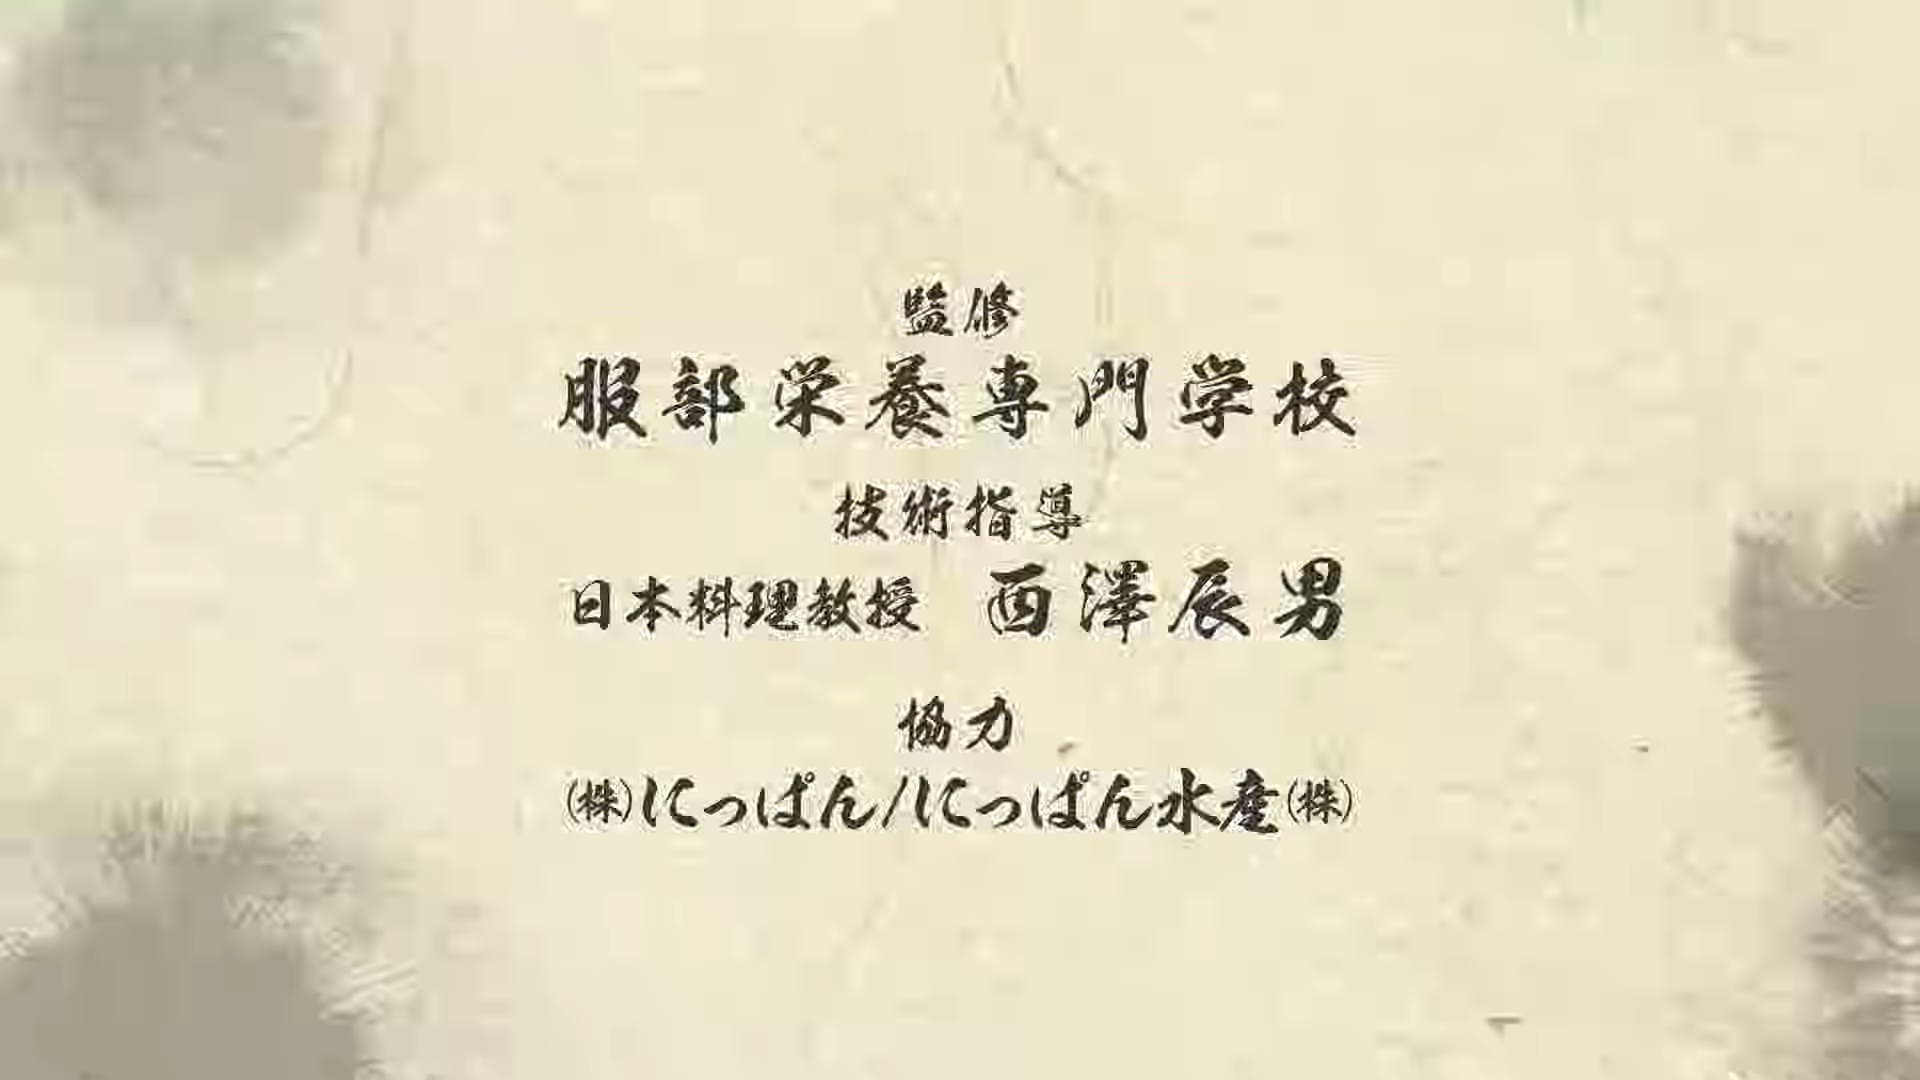 監修
服部栄養専門学校
技術指導
日本料理教授 西澤辰男
協力
㈱にっぱん/にっぱん水産㈱